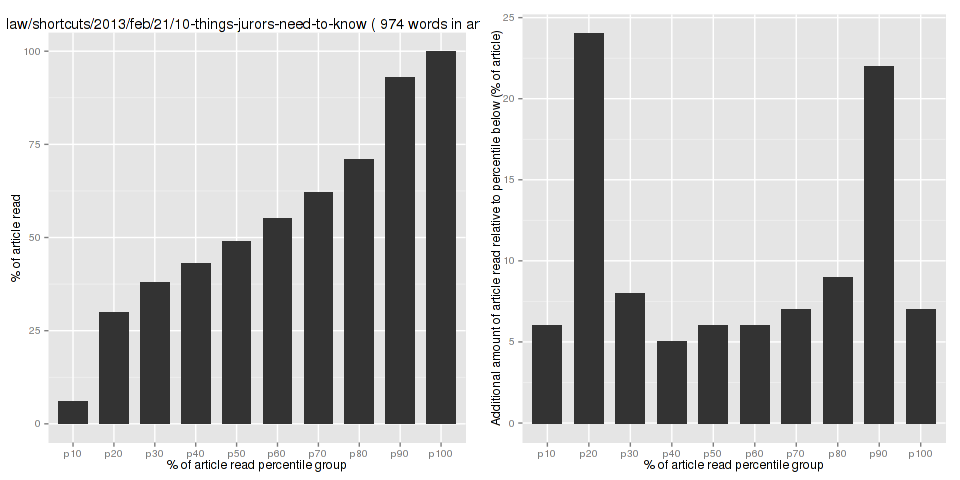 law/shortcuts/2013/feb/21/10-things-jurors-need-to-know ( 974 words in ar
% of article read
100
75
50
25
0
p10 p20 p30 p40 p50 p60 p70 p80 p90 p100
% of article read percentile group
Additional amount of article read relative to percentile below (% of article)
25
20
15
10
5
0
p10 p20 p30 p40 p50 p60 p70 p80 p90 p100
% of article read percentile group